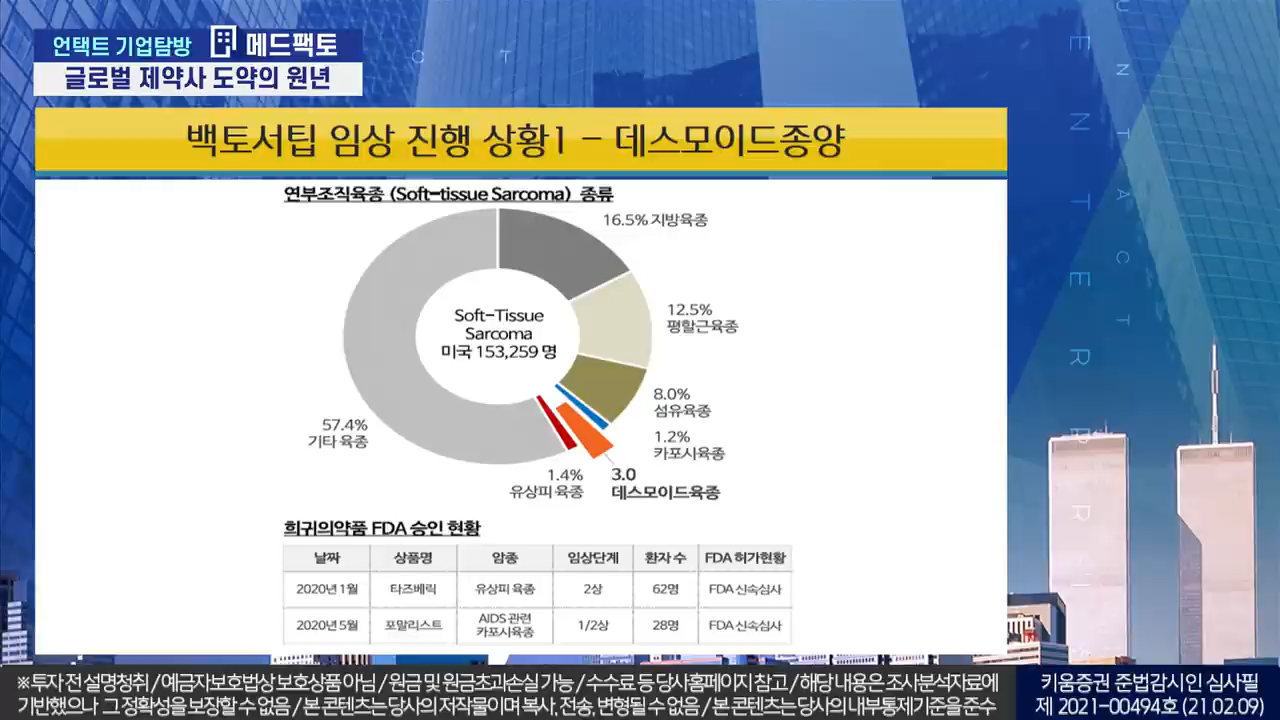 언택트 기업탐방 메드팩토
글로벌 제약사 도약의 원년
백토서팁 임상 진행 상황1 - 데스모이드종양
연부조직육종 (Soft-tissue Sarcoma) 종류
16.5% 지방육종
12.5%
평할근육종
8.0%
섬유육종
1.2%
카포시육종
3.0
데스모이드육종
1.4%
유상피 육종
57.4%
기타 육종
Soft-Tissue
Sarcoma
미국 153,259 명
희귀의약품 FDA 승인 현황
날짜 상품명 암종 임상단계 환자 수 FDA 허가현황
2020년 1월 타즈베릭 유상피 육종 2상 62명 FDA 신속심사
2020년 5월 포말리스트 AIDS 관련 카포시육종 1/2상 28명 FDA 신속심사
UNTACT
ENTERPRI
※ 투자 전 설명청취 / 예금자보호법상 보호상품 아님 / 원금 및 원금초과손실 가능 / 수수료 등 당사홈페이지 참고 / 해당 내용은 조사분석자료에
기반했으나 그 정확성을 보장할 수 없음 / 본 콘텐츠는 당사의 저작물이며 복사, 전송, 변형될 수 없음 / 본 콘텐츠는 당사의 내부통제기준을 준수
키움증권 준법감시인 심사필
제 2021-00494호 (21.02.09)